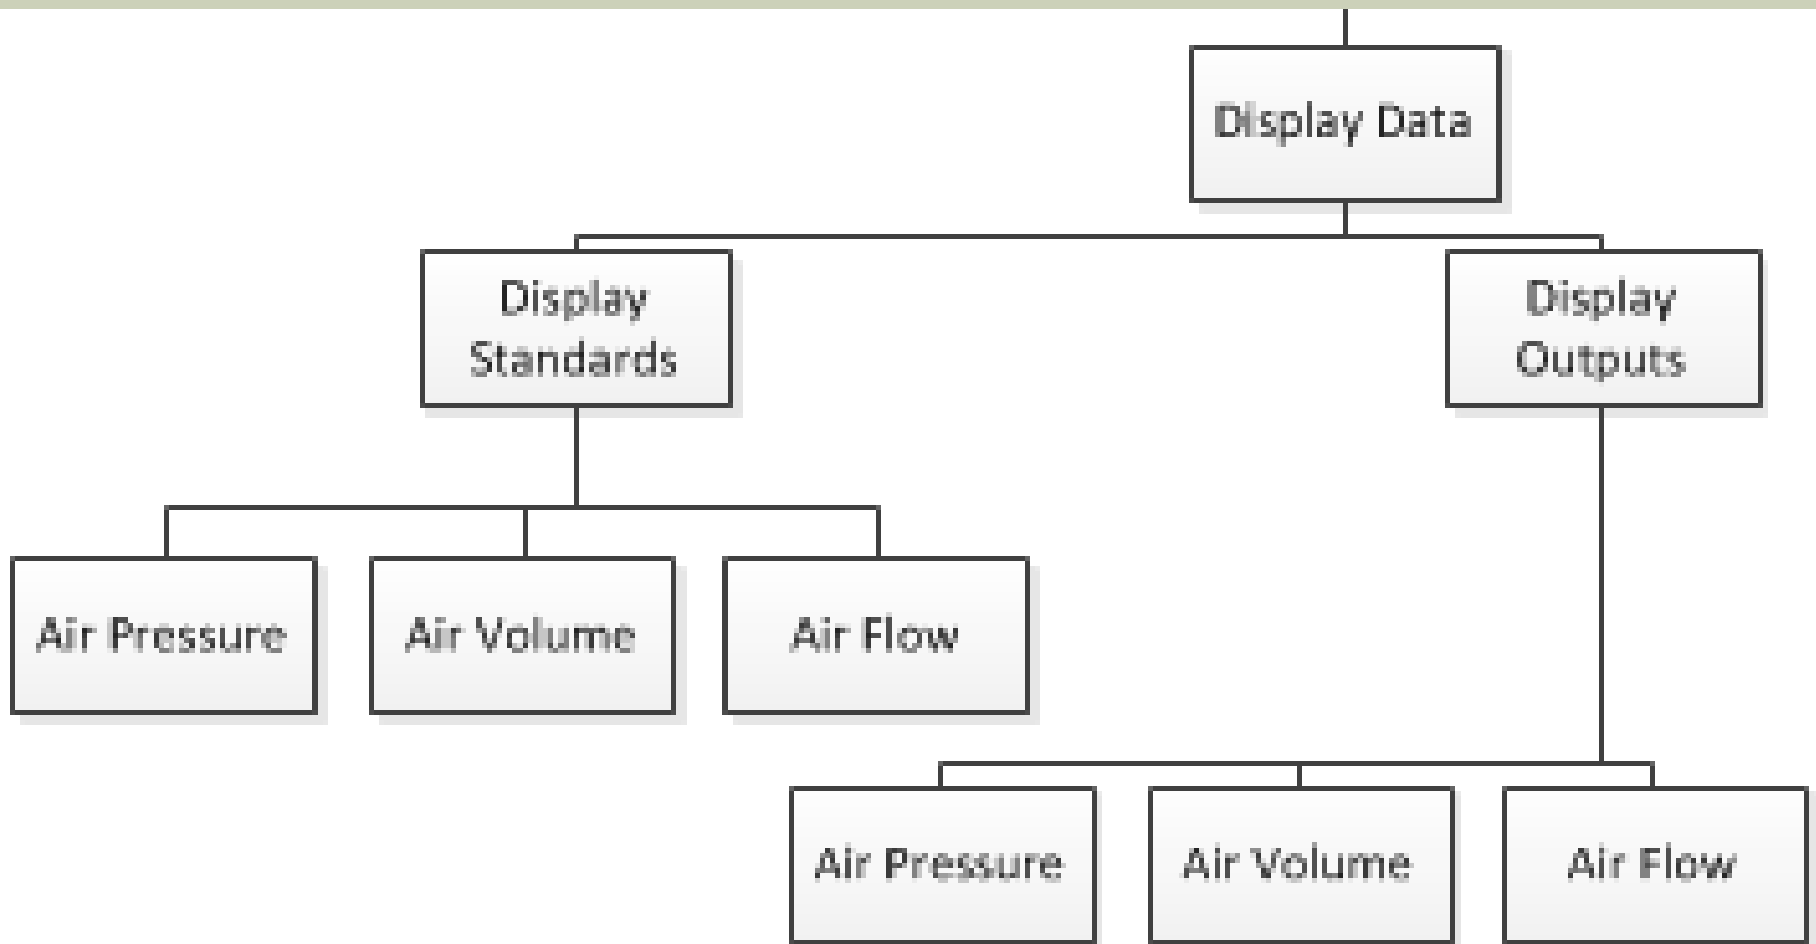 Display Data
Display
Standards
Display
Outputs
Air Pressure
Air Volume
Air Flow
Air Pressure
Air Volume
Air Flow